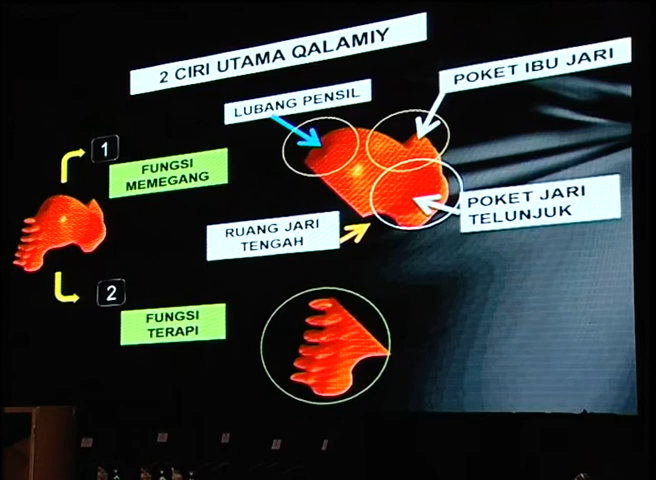 2 CIRI UTAMA QALAMIY
POKET IBU JARI
LUBANG PENSIL
1
FUNGSI
MEMEGANG
POKET JARI
TELUNJUK
RUANG JARI
TENGAH
2
FUNGSI
TERAPI